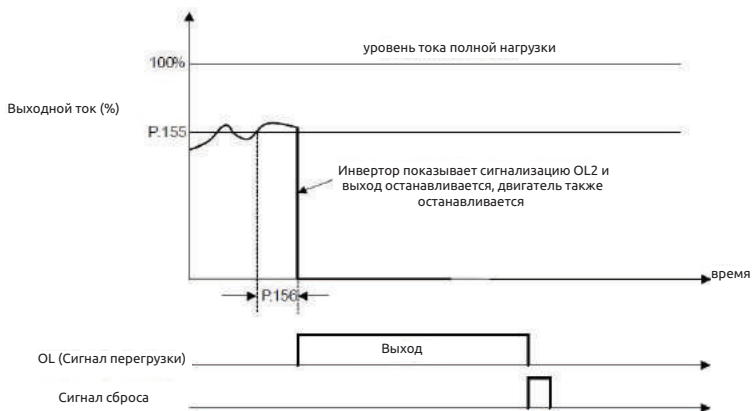 уровень тока полной нагрузки
100%
Выходной ток (%)
P.155
Инвертор показывает сигнализацию OL2 и
выход останавливается, двигатель также
останавливается
время
P.156
OL (Сигнал перегрузки)
Выход
Сигнал сброса